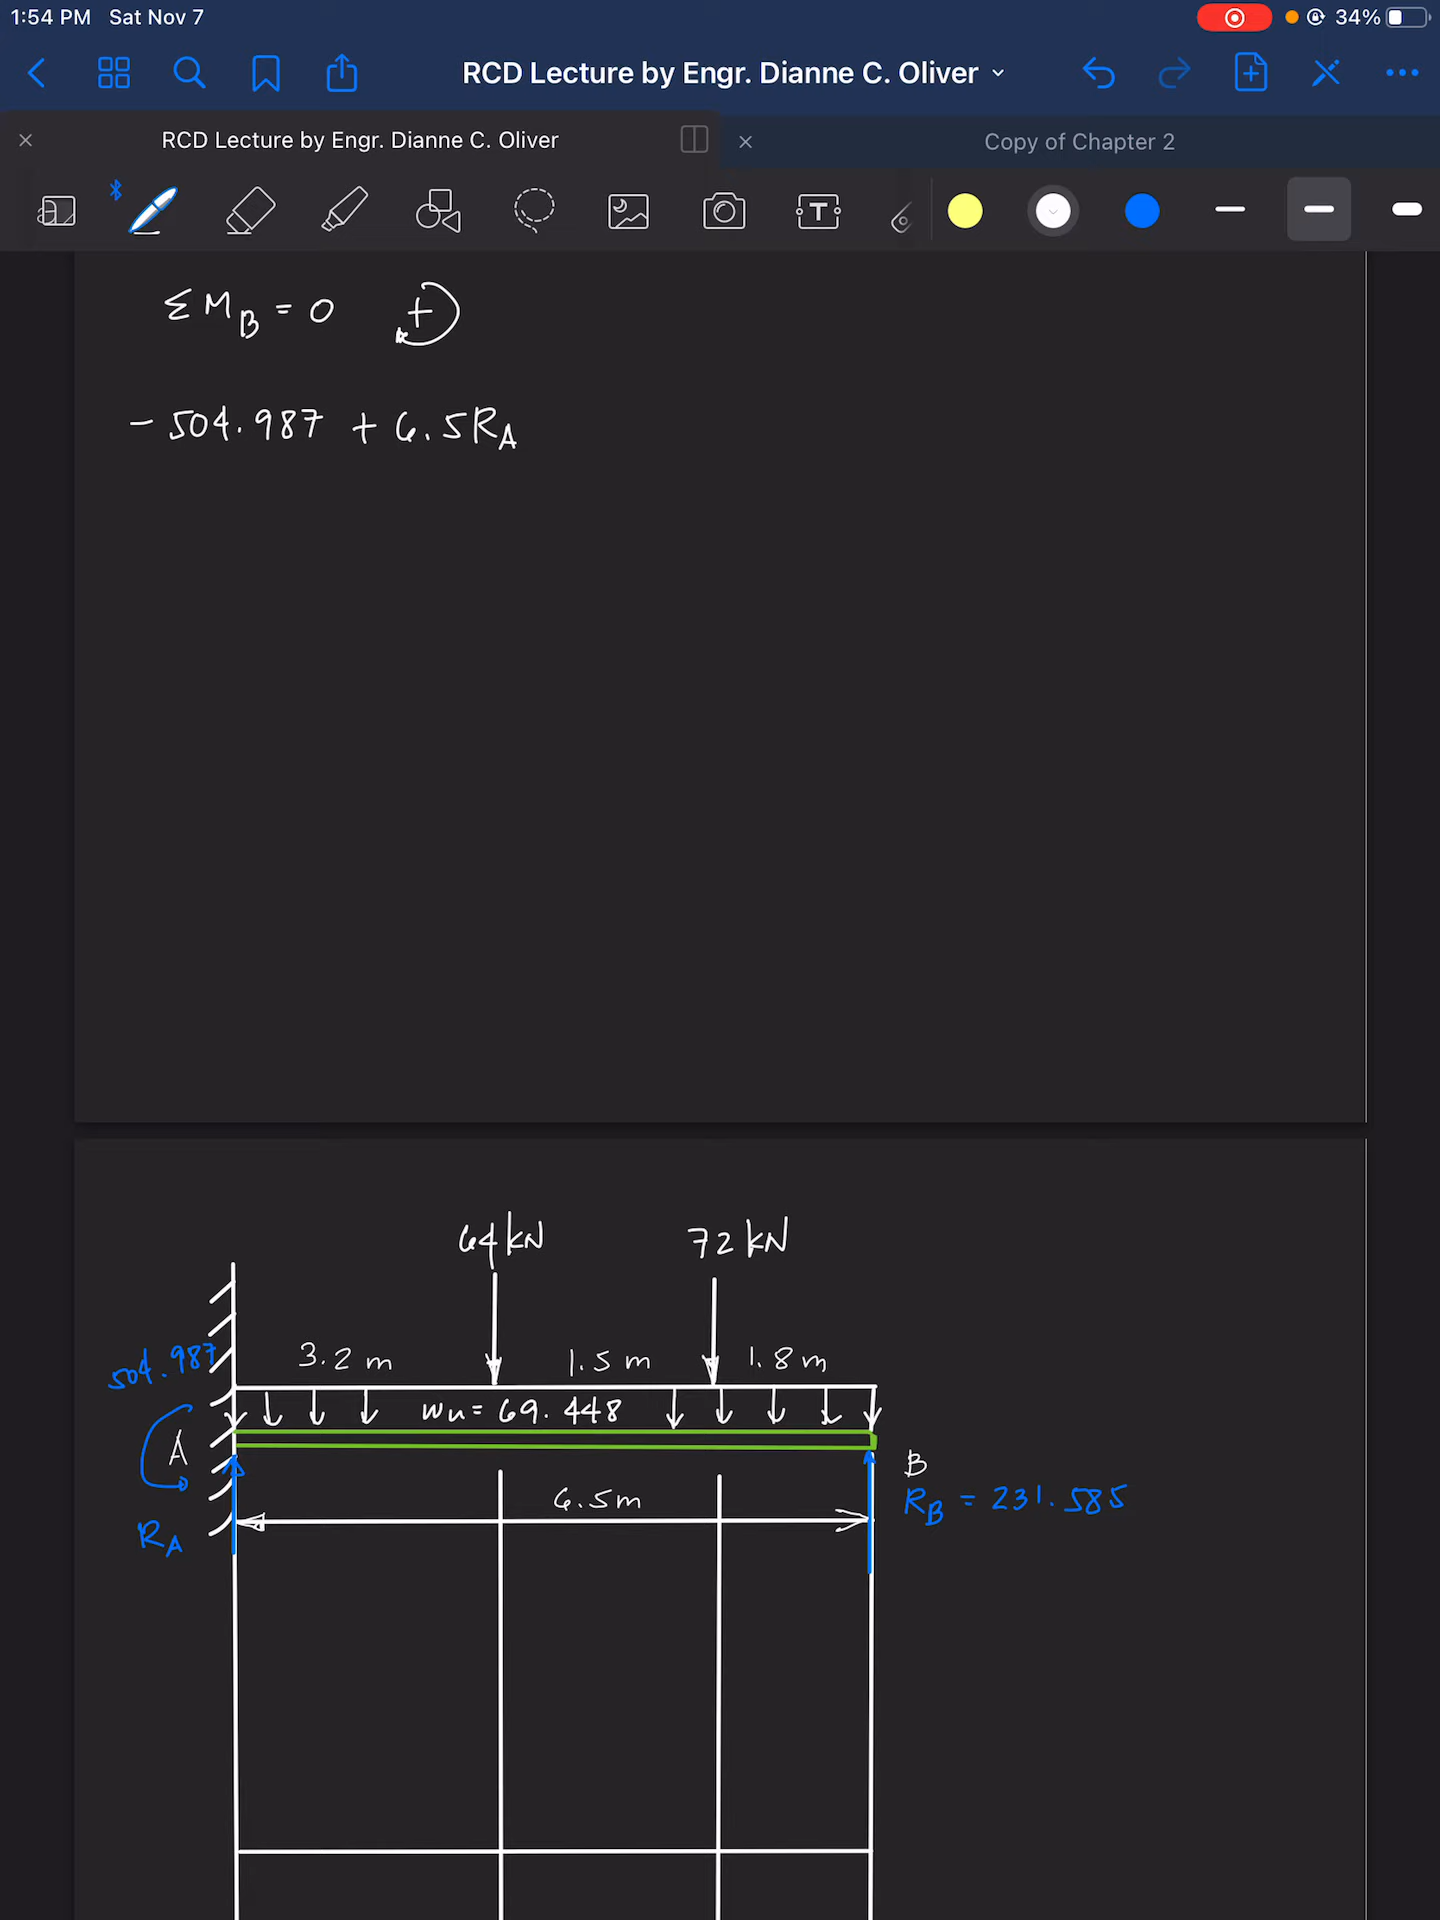 1:54 PM Sat Nov 7 34%
RCD Lecture by Engr. Dianne C. Oliver
RCD Lecture by Engr. Dianne C. Oliver Copy of Chapter 2
Σ M_B = 0 +
- 504.987 + 6.5R_A
64 kN 72 kN
504.987 3.2 m 1.5 m 1.8 m
wu = 69.448
A
B
6.5m
R_B = 231.585
R_A